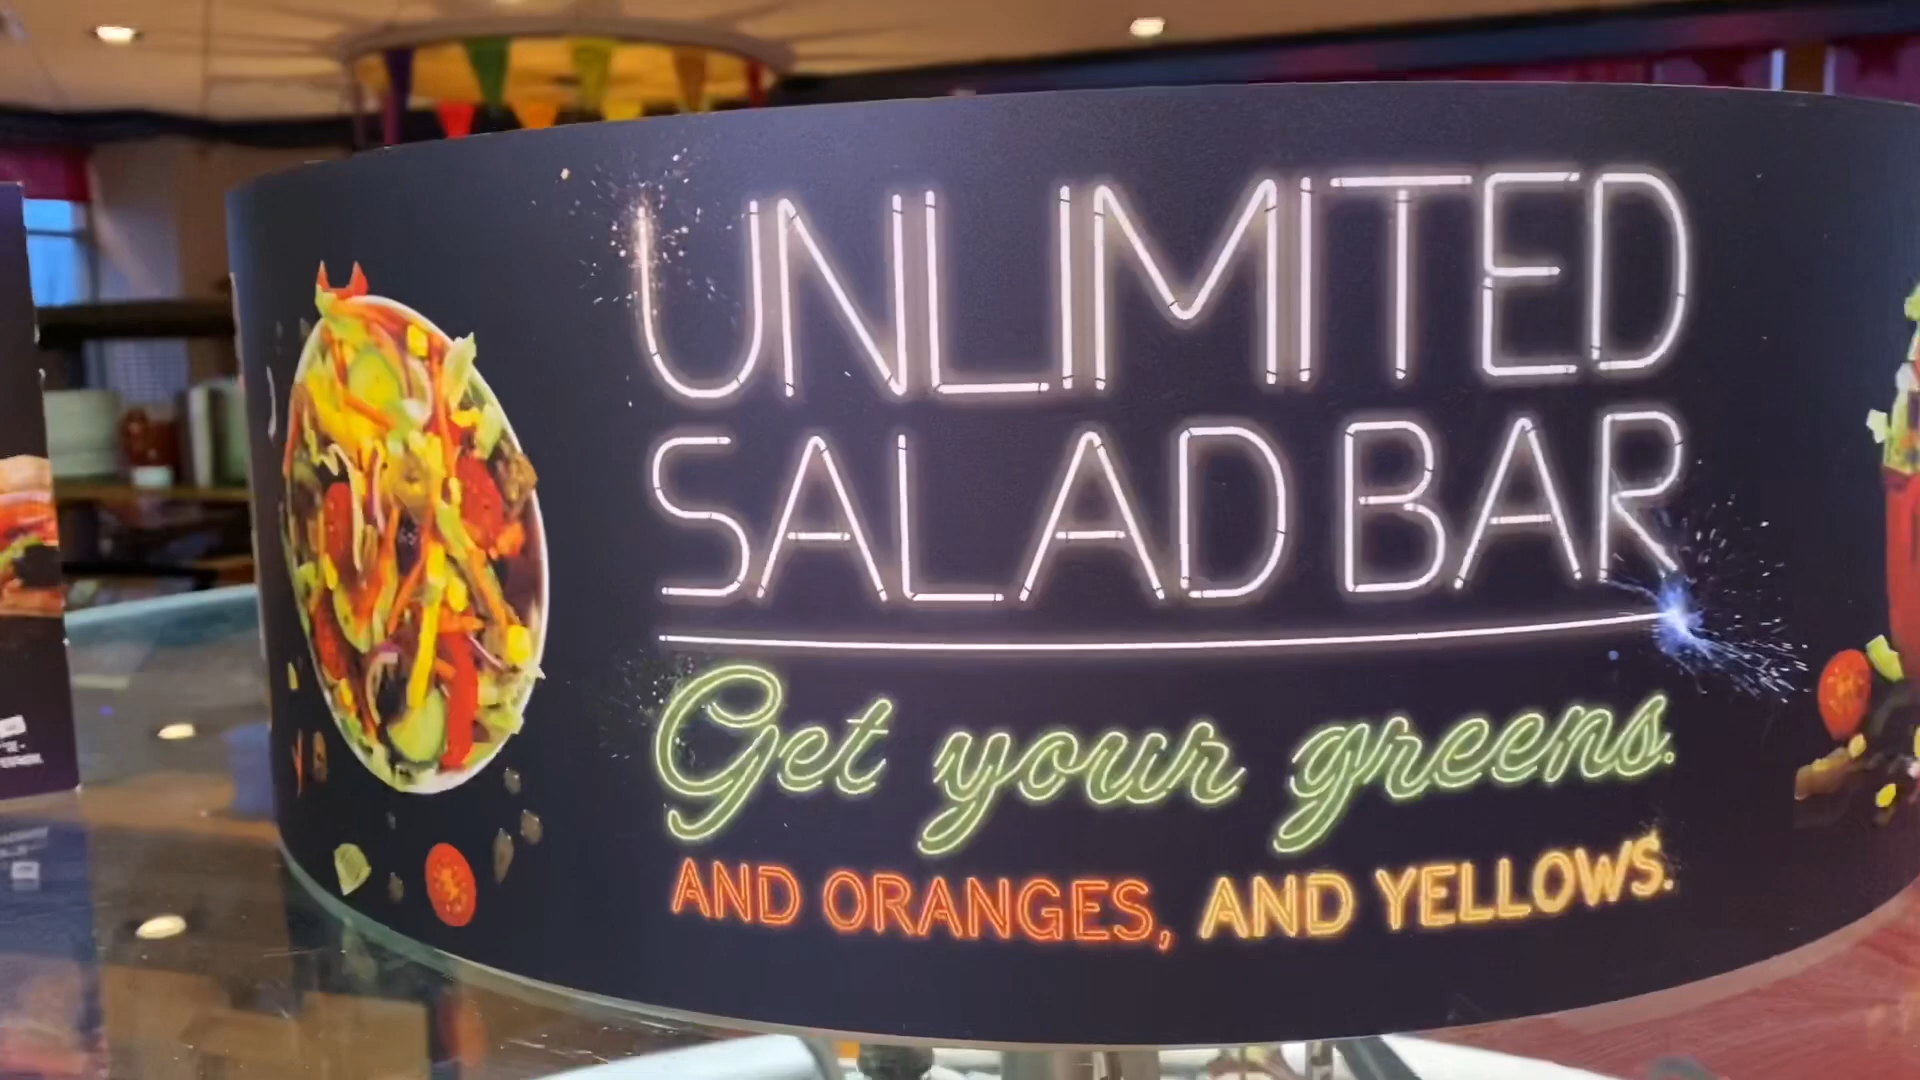 UNLIMITED
SALAD BAR
Get your greens.
AND ORANGES, AND YELLOWS.